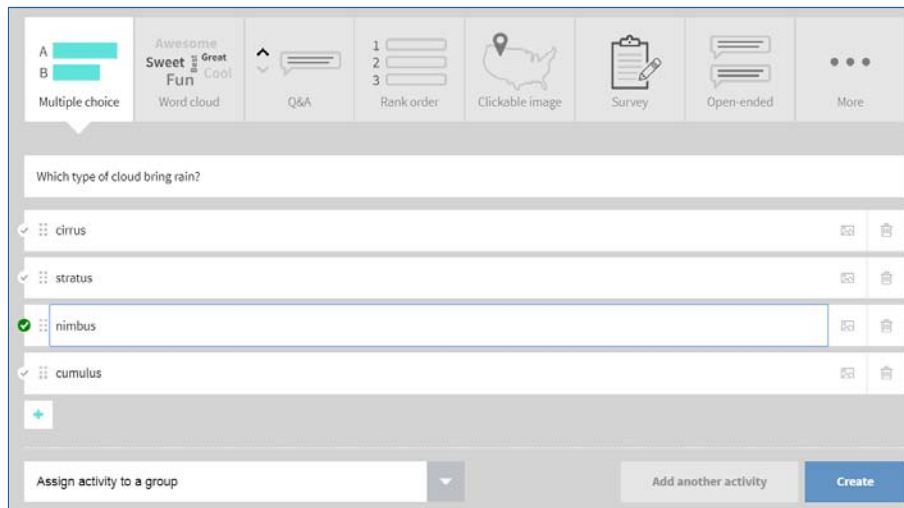 A
B
Multiple choice
Awesome
Sweet Best Great
Fun Cool
Word cloud
Q&A
1
2
3
Rank order
Clickable image
Survey
Open-ended
More
Which type of cloud bring rain?
cirrus
stratus
nimbus
cumulus
Assign activity to a group
Add another activity
Create